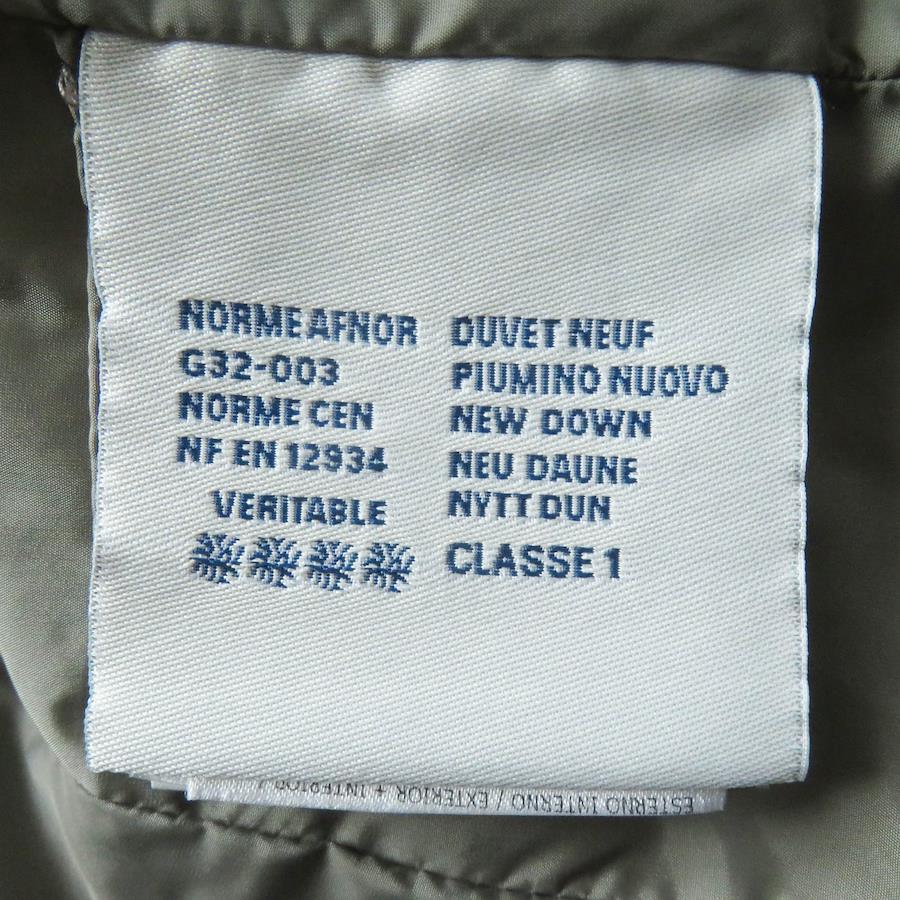 NORME AFNOR
G32-003
NORME CEN
NF EN 12934
VERITABLE
DUVET NEUF
PIUMINO NUOVO
NEW DOWN
NEU DAUNE
NYTT DUN
CLASSE 1
ESTERNO INTERNO / EXTERIOR + INTERIOR /